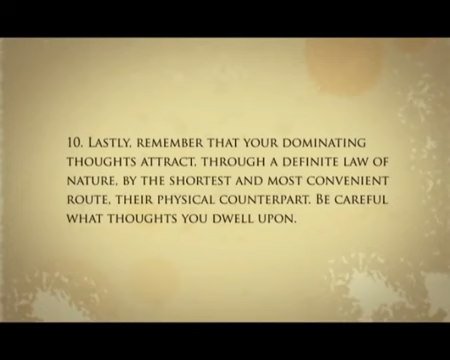 10. Lastly, remember that your dominating
thoughts attract, through a definite law of
nature, by the shortest and most convenient
route, their physical counterpart. Be careful
what thoughts you dwell upon.